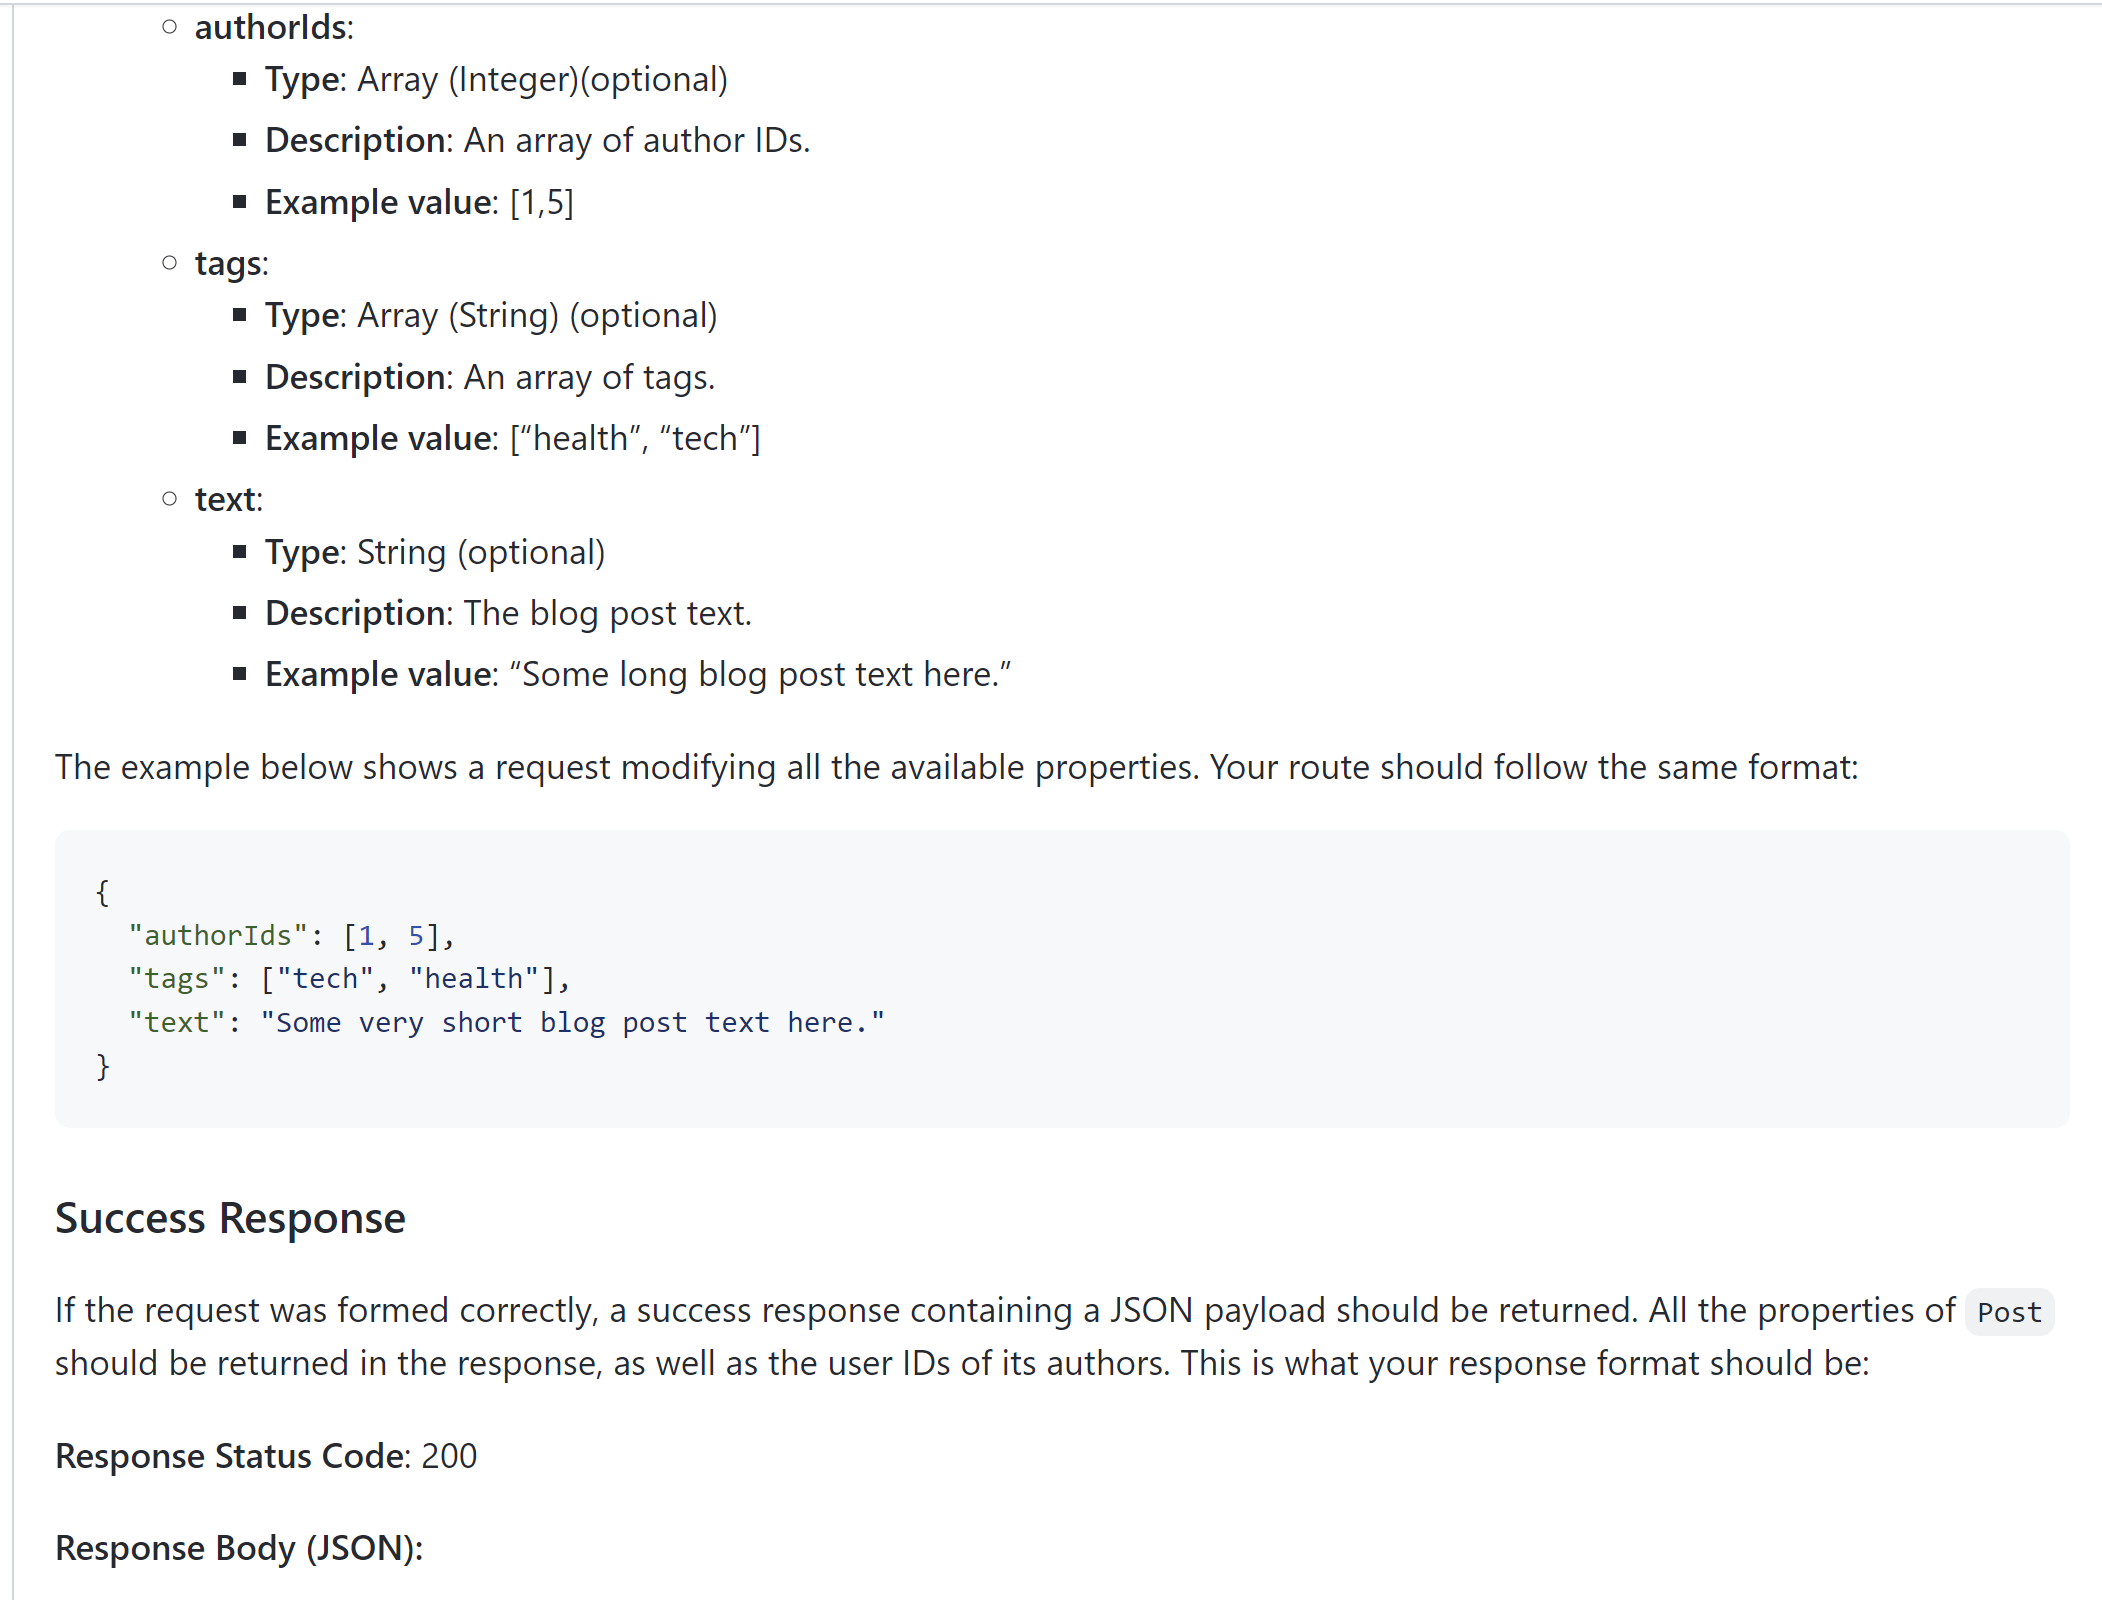 authorIds:
Type: Array (Integer)(optional)
Description: An array of author IDs.
Example value: [1,5]
tags:
Type: Array (String) (optional)
Description: An array of tags.
Example value: [“health”, “tech”]
text:
Type: String (optional)
Description: The blog post text.
Example value: “Some long blog post text here.”
The example below shows a request modifying all the available properties. Your route should follow the same format:
{
  "authorIds": [1, 5],
  "tags": ["tech", "health"],
  "text": "Some very short blog post text here."
}
Success Response
If the request was formed correctly, a success response containing a JSON payload should be returned. All the properties of Post
should be returned in the response, as well as the user IDs of its authors. This is what your response format should be:
Response Status Code: 200
Response Body (JSON):